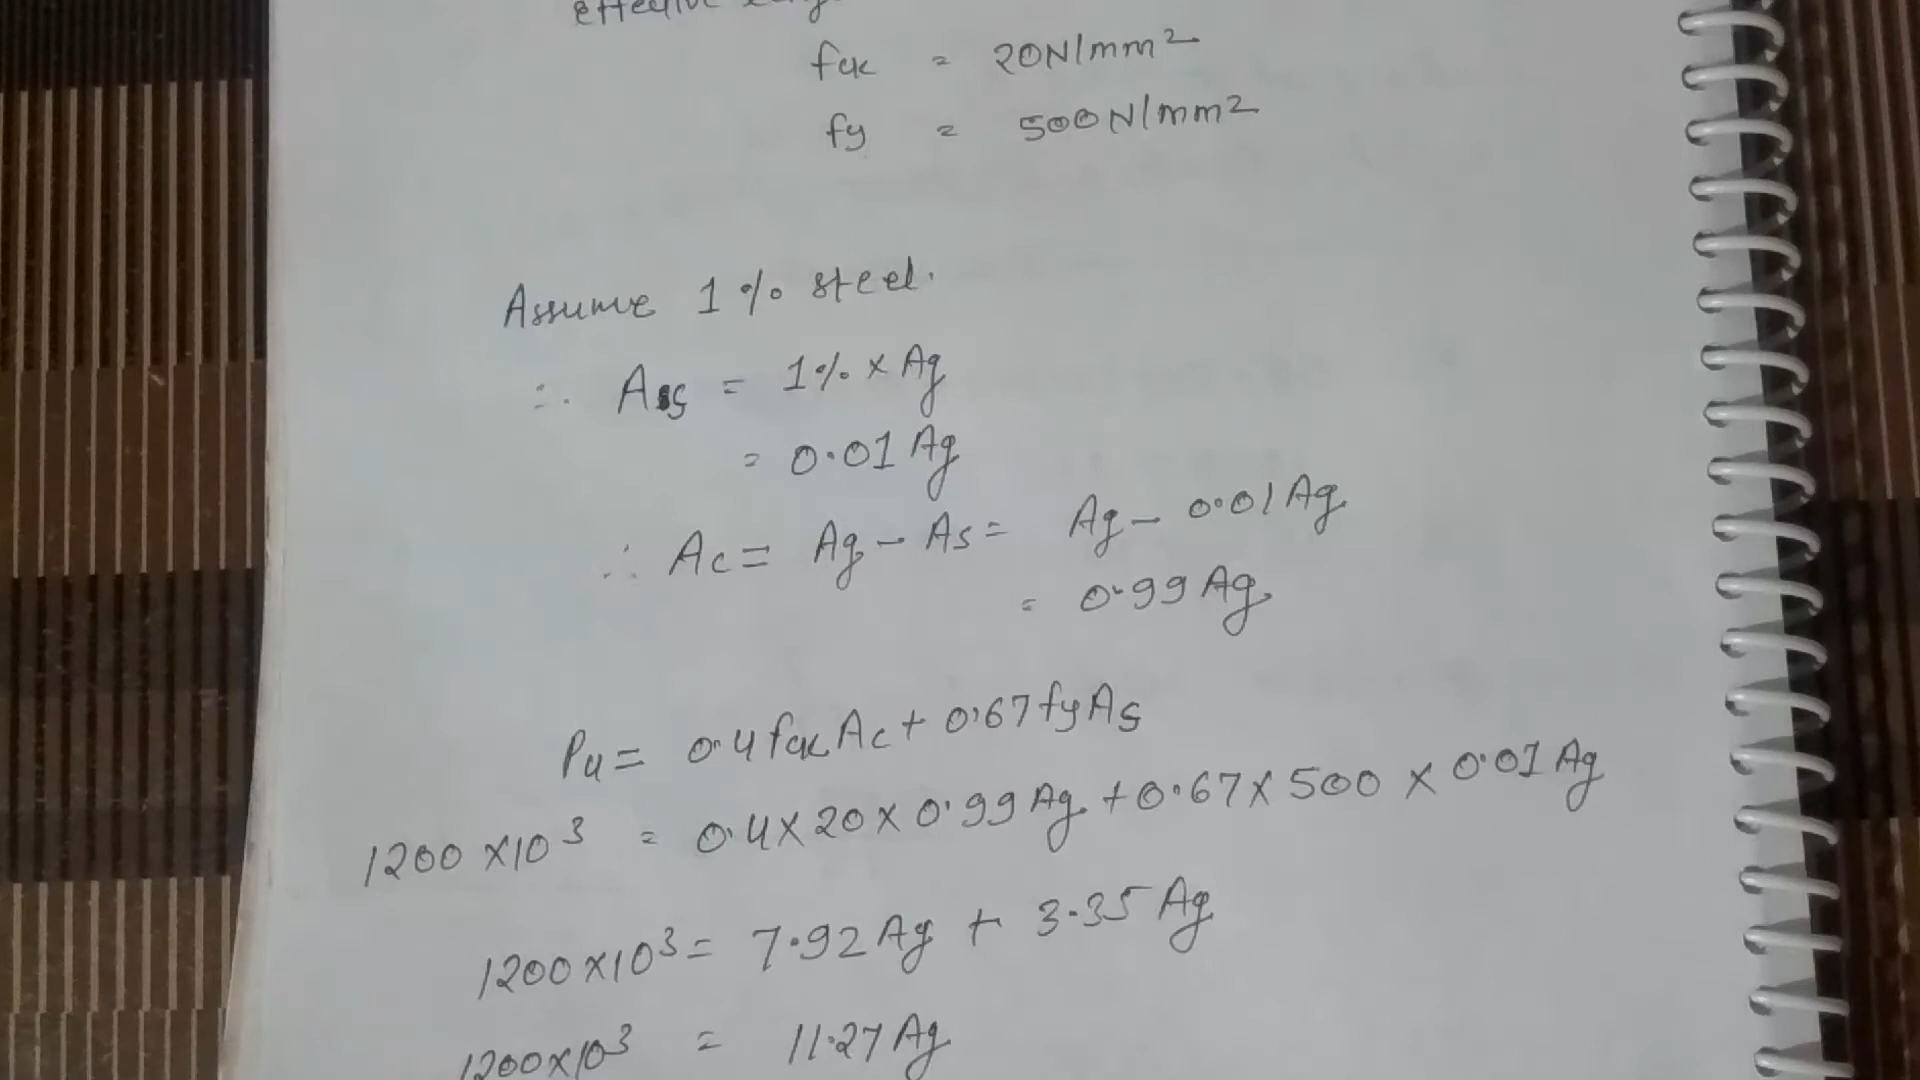 effective
fck = 20N/mm2
fy = 500N/mm2
Assume 1% steel.
∴ As = 1% × Ag
= 0.01 Ag
∴ Ac = Ag - As = Ag - 0.01 Ag
= 0.99 Ag
Pu = 0.4 fck Ac + 0.67 fy As
1200 × 10³ = 0.4 × 20 × 0.99 Ag + 0.67 × 500 × 0.01 Ag
1200 × 10³ = 7.92 Ag + 3.35 Ag
1200 × 10³ = 11.27 Ag